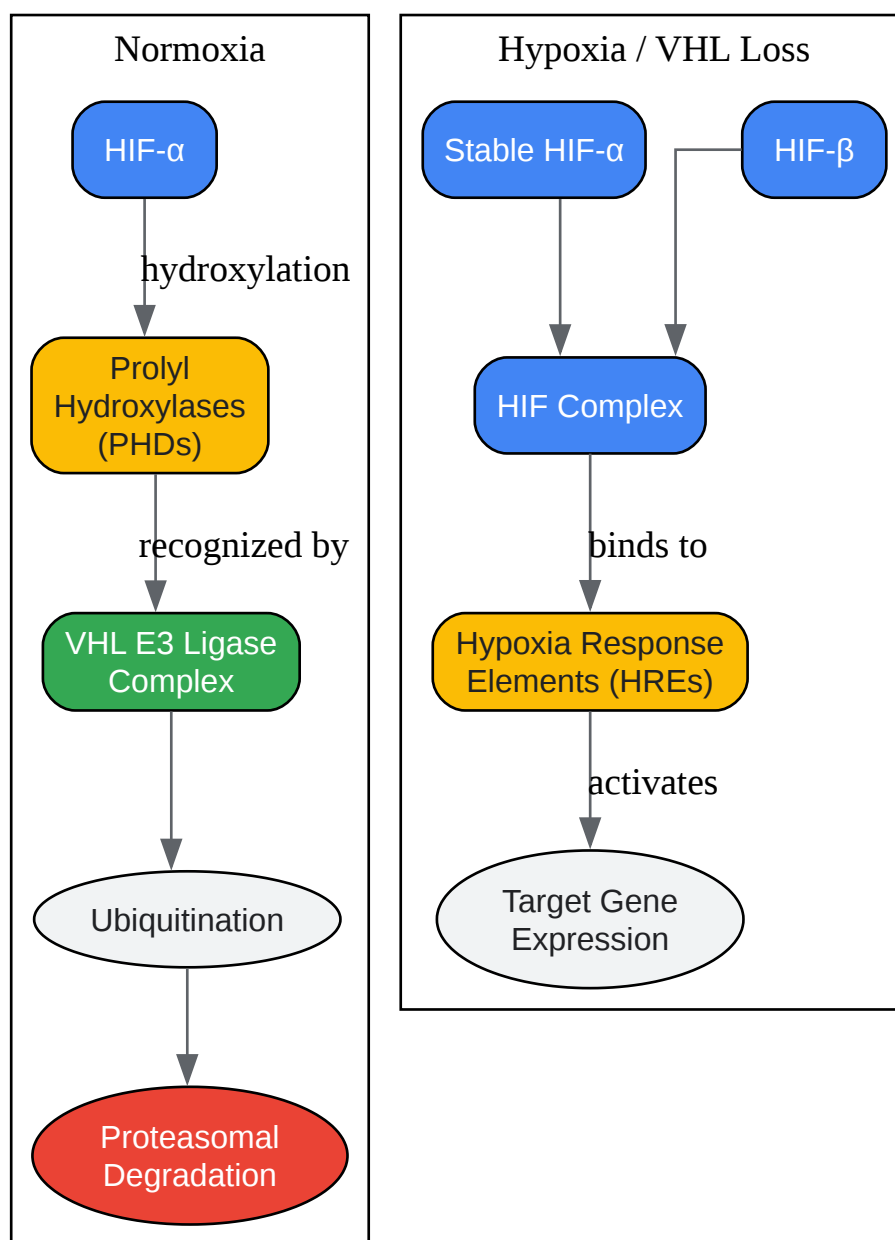 Normoxia
HIF-α
hydroxylation
Prolyl
Hydroxylases
(PHDs)
recognized by
VHL E3 Ligase
Complex
Ubiquitination
Proteasomal
Degradation
Hypoxia / VHL Loss
Stable HIF-α
HIF-β
HIF Complex
binds to
Hypoxia Response
Elements (HREs)
activates
Target Gene
Expression